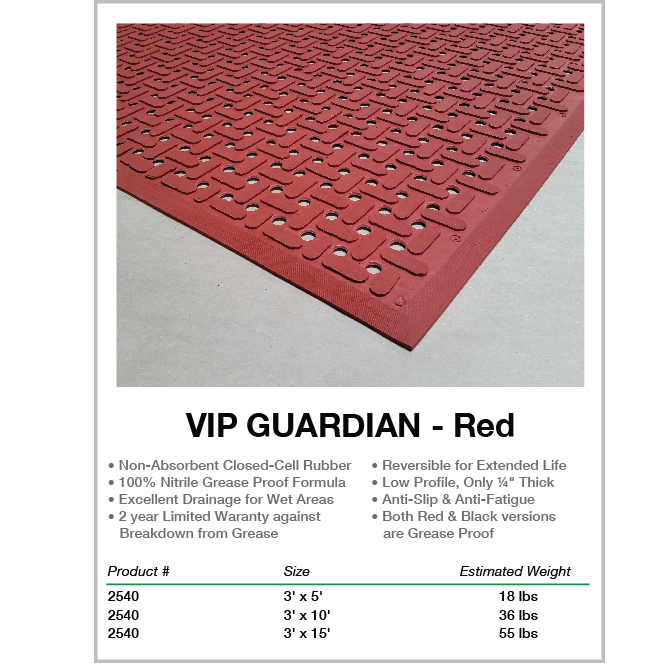 VIP GUARDIAN - Red
• Non-Absorbent Closed-Cell Rubber
• 100% Nitrile Grease Proof Formula
• Excellent Drainage for Wet Areas
• 2 year Limited Waranty against
Breakdown from Grease
• Reversible for Extended Life
• Low Profile, Only ¼" Thick
• Anti-Slip & Anti-Fatigue
• Both Red & Black versions
are Grease Proof
Product # Size Estimated Weight
2540 3' x 5' 18 lbs
2540 3' x 10' 36 lbs
2540 3' x 15' 55 lbs